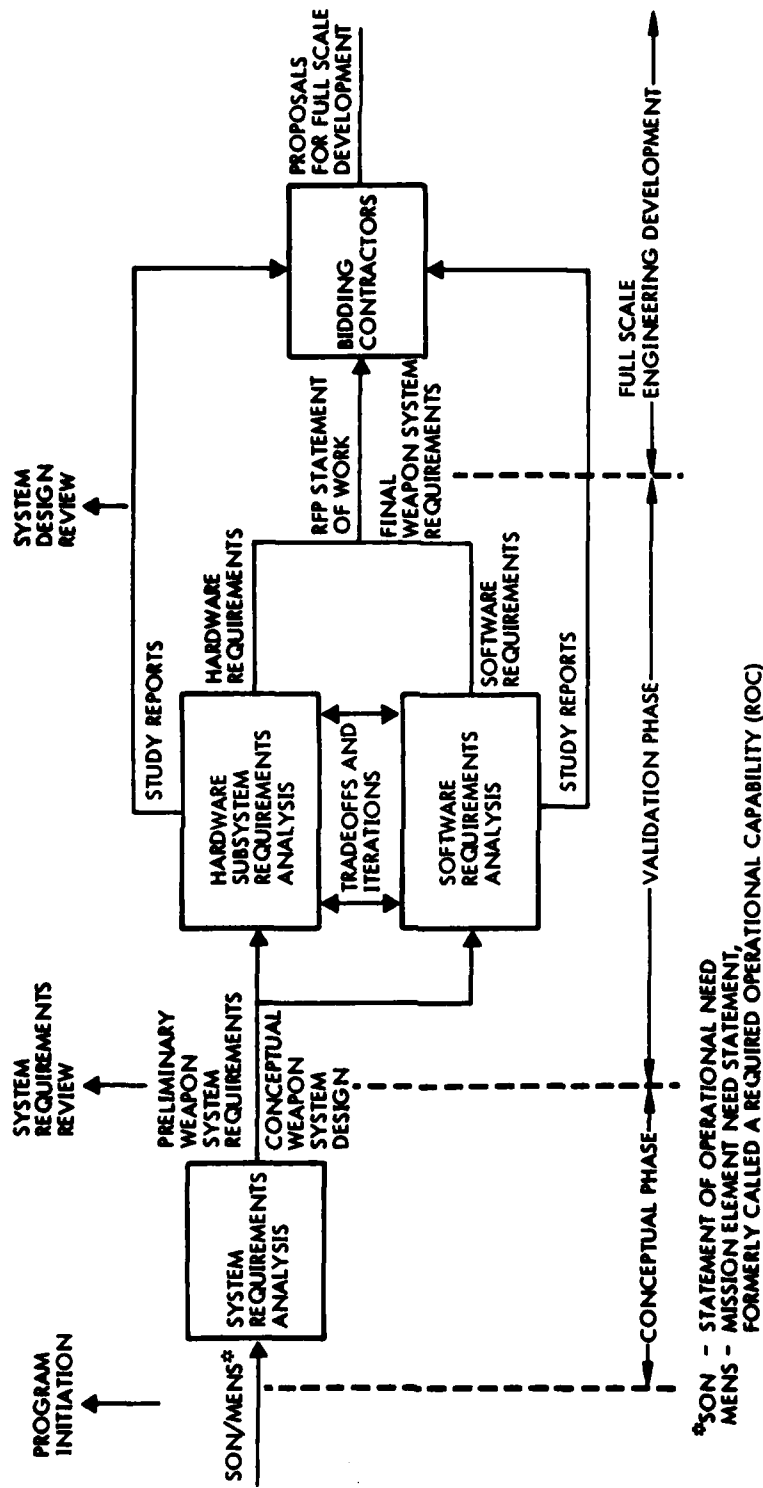 PROGRAM
INITIATION
SYSTEM
REQUIREMENTS
REVIEW
SYSTEM
DESIGN
REVIEW
SON/MENS*
SYSTEM
REQUIREMENTS
ANALYSIS
PRELIMINARY
WEAPON
SYSTEM
REQUIREMENTS
CONCEPTUAL
WEAPON
SYSTEM
DESIGN
STUDY REPORTS
HARDWARE
SUBSYSTEM
REQUIREMENTS
ANALYSIS
TRADEOFFS AND
ITERATIONS
SOFTWARE
REQUIREMENTS
ANALYSIS
STUDY REPORTS
HARDWARE
REQUIREMENTS
SOFTWARE
REQUIREMENTS
RFP STATEMENT
OF WORK
FINAL
WEAPON SYSTEM
REQUIREMENTS
BIDDING
CONTRACTORS
PROPOSALS
FOR FULL SCALE
DEVELOPMENT
CONCEPTUAL PHASE
VALIDATION PHASE
FULL SCALE
ENGINEERING DEVELOPMENT
*SON - STATEMENT OF OPERATIONAL NEED
MENS - MISSION ELEMENT NEED STATEMENT,
FORMERLY CALLED A REQUIRED OPERATIONAL CAPABILITY (ROC)